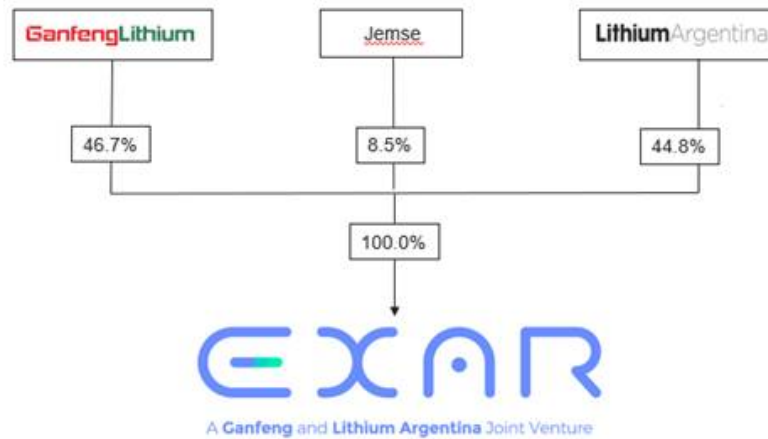 GanfengLithium
Jemse
LithiumArgentina
46.7%
8.5%
44.8%
100.0%
EXAR
A Ganfeng and Lithium Argentina Joint Venture